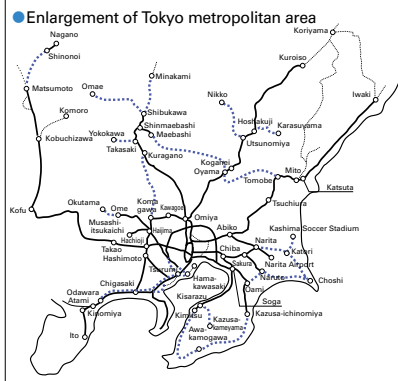 Enlargement of Tokyo metropolitan area
Koriyama
Nagano
Shinonoi
Kuroiso
Minakami
Matsumoto
Omae
Nikko
Iwaki
Komoro
Shibukawa
Hoshakuji
Karasuyama
Shinmaebashi
Yokokawa
Maebashi
Kobuchizawa
Takasaki
Utsunomiya
Kuragano
Koganei
Oyama
Mito
Tomobe
Katsuta
Tsuchiura
Okutama
Ome
Koma
gawa
Kawagoe
Kofu
Omiya
Musashi-
itsukaichi
Haijima
Abiko
Kashima Soccer Stadium
Hachioji
Narita
Takao
Chiba
Katori
Hashimoto
Sakura
Narita Airport
Tsurumi
Naruto
Choshi
Chigasaki
Hama-
kawasaki
Oami
Odawara
Kisarazu
Soga
Atami
Kimitsu
Kazusa-ichinomiya
Kinomiya
Kazusa-
kameyama
Ito
Awa-
kamogawa